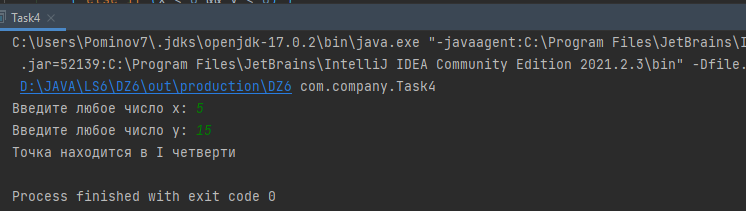 Task4
C:\Users\Pominov7\.jdks\openjdk-17.0.2\bin\java.exe "-javaagent:C:\Program Files\JetBrains\I
.jar=52139:C:\Program Files\JetBrains\IntelliJ IDEA Community Edition 2021.2.3\bin" -Dfile.
D:\JAVA\LS6\DZ6\out\production\DZ6 com.company.Task4
Введите любое число x: 5
Введите любое число y: 15
Точка находится в I четверти
Process finished with exit code 0